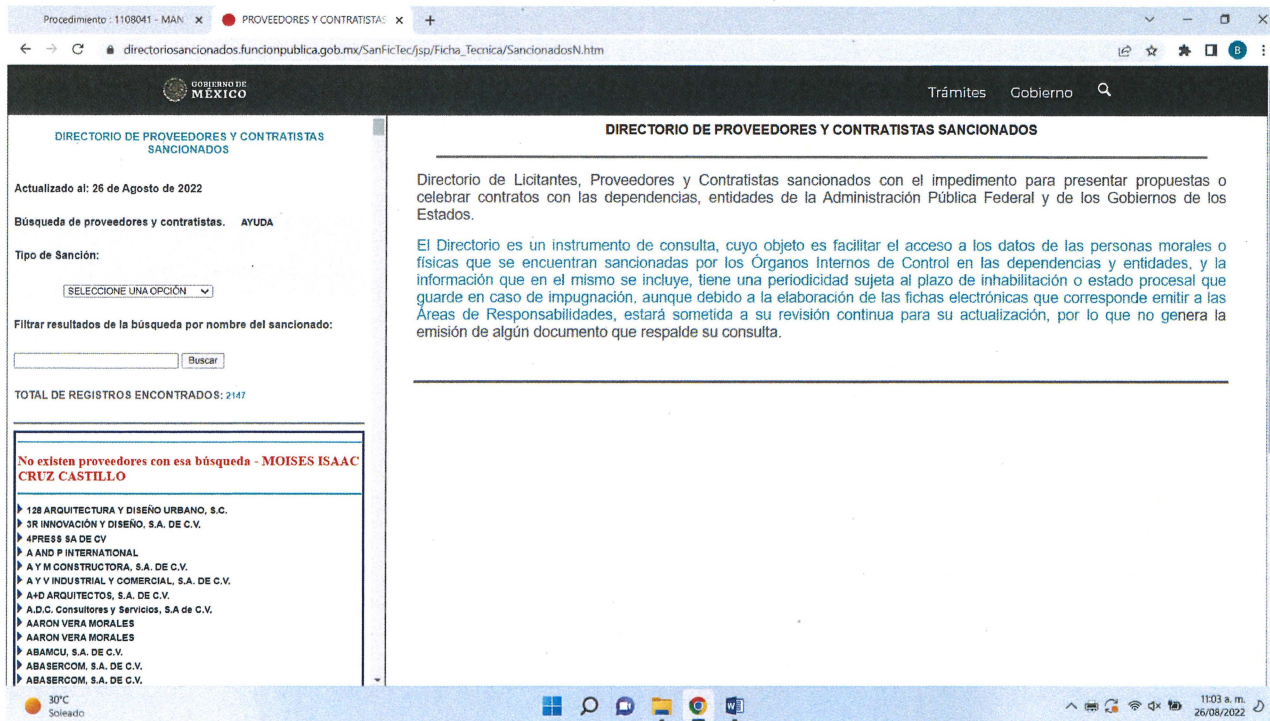 Procedimiento : 1108041 - MAN
PROVEEDORES Y CONTRATISTAS
directoriosancionados.funcionpublica.gob.mx/SanFicTec/jsp/Ficha_Tecnica/SancionadosN.htm
B
GOBIERNO DE
MÉXICO
Trámites Gobierno
DIRECTORIO DE PROVEEDORES Y CONTRATISTAS
SANCIONADOS
Actualizado al: 26 de Agosto de 2022
Búsqueda de proveedores y contratistas. AYUDA
Tipo de Sanción:
SELECCIONE UNA OPCIÓN
Filtrar resultados de la búsqueda por nombre del sancionado:
Buscar
TOTAL DE REGISTROS ENCONTRADOS: 2147
No existen proveedores con esa búsqueda - MOISES ISAAC
CRUZ CASTILLO
128 ARQUITECTURA Y DISEÑO URBANO, S.C.
3R INNOVACIÓN Y DISEÑO, S.A. DE C.V.
4PRESS SA DE CV
A AND P INTERNATIONAL
A Y M CONSTRUCTORA, S.A. DE C.V.
A Y V INDUSTRIAL Y COMERCIAL, S.A. DE C.V.
A+D ARQUITECTOS, S.A. DE C.V.
A.D.C. Consultores y Servicios, S.A de C.V.
AARON VERA MORALES
AARON VERA MORALES
ABAMCU, S.A. DE C.V.
ABASERCOM, S.A. DE C.V.
ABASERCOM, S.A. DE C.V.
DIRECTORIO DE PROVEEDORES Y CONTRATISTAS SANCIONADOS
Directorio de Licitantes, Proveedores y Contratistas sancionados con el impedimento para presentar propuestas o
celebrar contratos con las dependencias, entidades de la Administración Pública Federal y de los Gobiernos de los
Estados.
El Directorio es un instrumento de consulta, cuyo objeto es facilitar el acceso a los datos de las personas morales o
físicas que se encuentran sancionadas por los Órganos Internos de Control en las dependencias y entidades, y la
información que en el mismo se incluye, tiene una periodicidad sujeta al plazo de inhabilitación o estado procesal que
guarde en caso de impugnación, aunque debido a la elaboración de las fichas electrónicas que corresponde emitir a las
Áreas de Responsabilidades, estará sometida a su revisión continua para su actualización, por lo que no genera la
emisión de algún documento que respalde su consulta.
30°C
Soleado
11:03 a. m.
26/08/2022